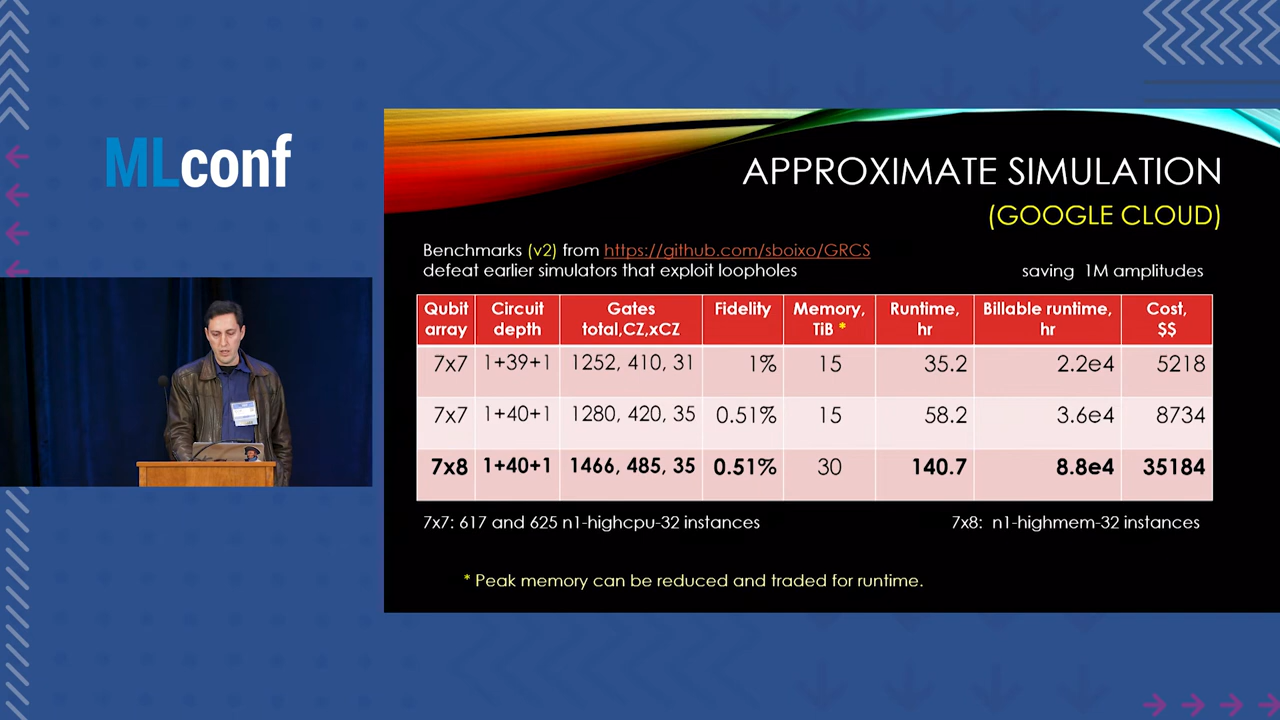 MLconf
APPROXIMATE SIMULATION
(GOOGLE CLOUD)
Benchmarks (v2) from https://github.com/sboixo/GRCS
defeat earlier simulators that exploit loopholes
saving 1M amplitudes
Qubit array | Circuit depth | Gates total,CZ,xCZ | Fidelity | Memory, TiB * | Runtime, hr | Billable runtime, hr | Cost, $$
7x7 | 1+39+1 | 1252, 410, 31 | 1% | 15 | 35.2 | 2.2e4 | 5218
7x7 | 1+40+1 | 1280, 420, 35 | 0.51% | 15 | 58.2 | 3.6e4 | 8734
7x8 | 1+40+1 | 1466, 485, 35 | 0.51% | 30 | 140.7 | 8.8e4 | 35184
7x7: 617 and 625 n1-highcpu-32 instances
7x8: n1-highmem-32 instances
* Peak memory can be reduced and traded for runtime.